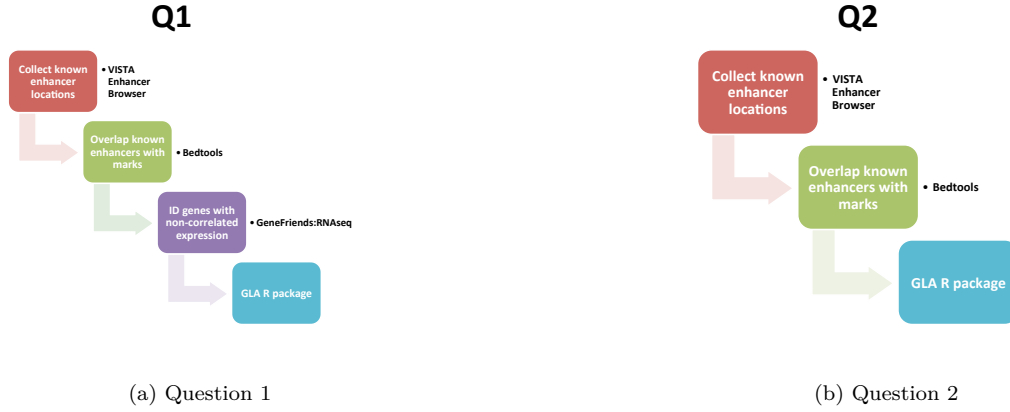 Q1
Collect known
enhancer
locations
• VISTA
Enhancer
Browser
Overlap known
enhancers with
marks
• Bedtools
ID genes with
non-correlated
expression
• GeneFriends:RNAseq
GLA R package
(a) Question 1
Q2
Collect known
enhancer
locations
• VISTA
Enhancer
Browser
Overlap known
enhancers with
marks
• Bedtools
GLA R package
(b) Question 2